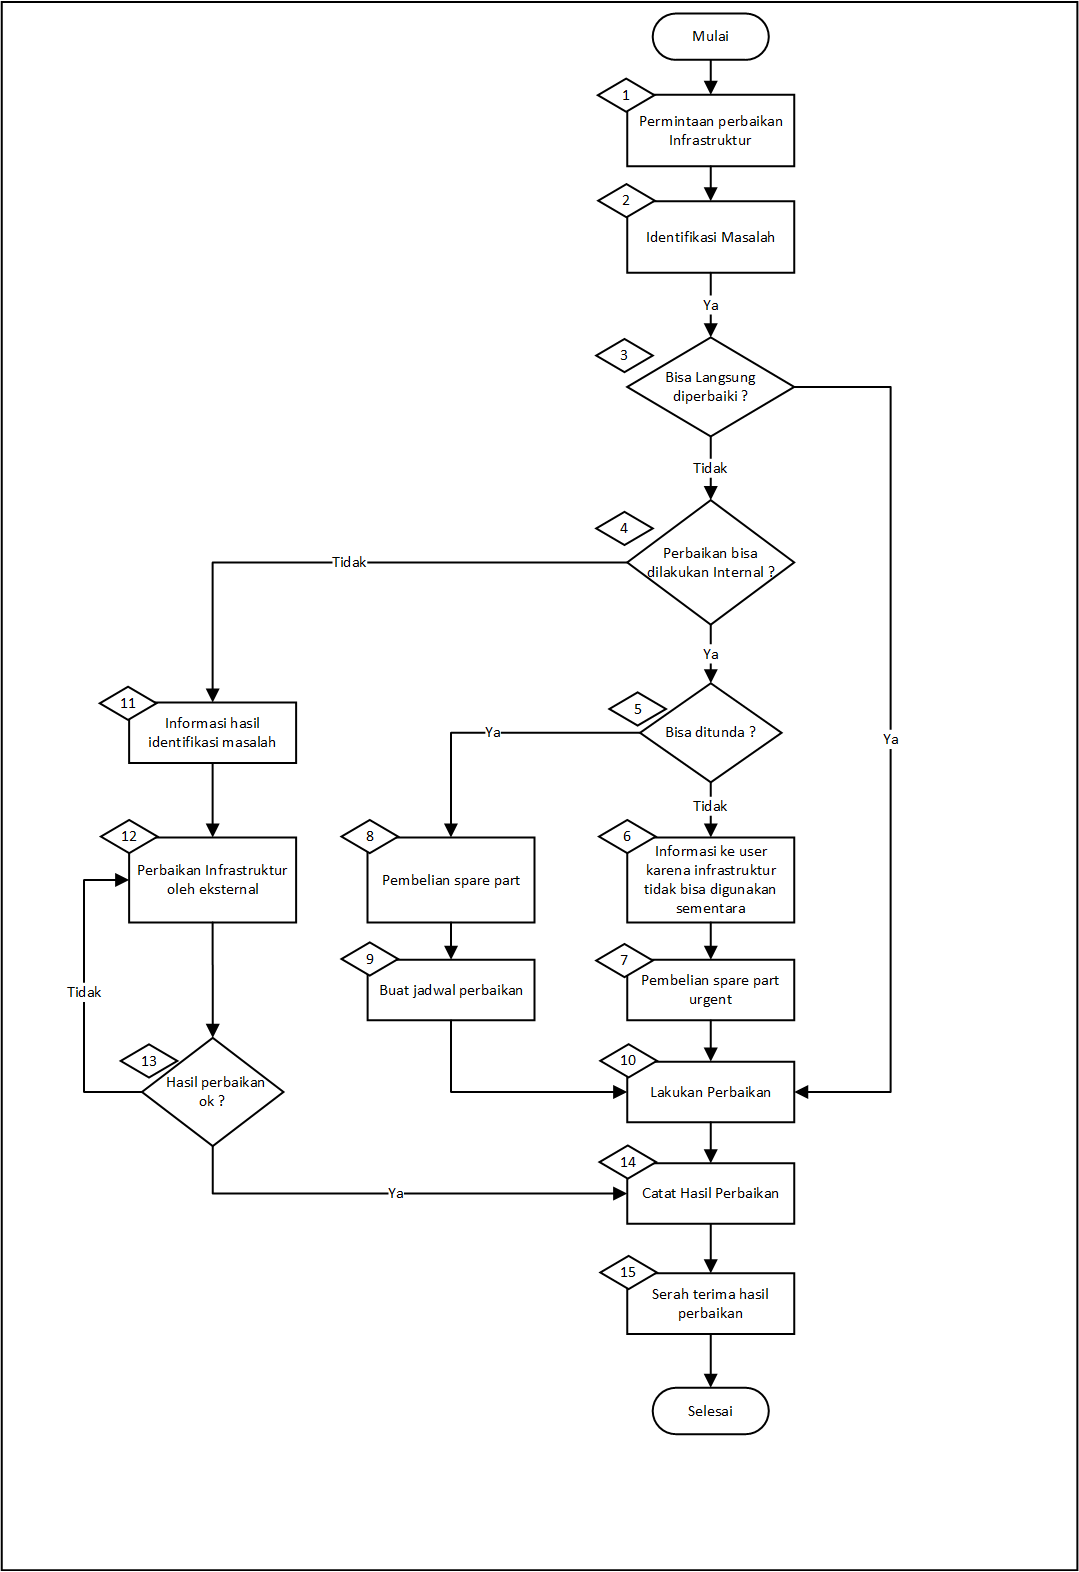 Mulai
1
Permintaan perbaikan
Infrastruktur
2
Identifikasi Masalah
Ya
3
Bisa Langsung
diperbaiki ?
Tidak
4
Perbaikan bisa
dilakukan Internal ?
Tidak
Ya
11
Informasi hasil
identifikasi masalah
5
Bisa ditunda ?
Ya
Ya
Tidak
12
Perbaikan Infrastruktur
oleh eksternal
8
Pembelian spare part
6
Informasi ke user
karena infrastruktur
tidak bisa digunakan
sementara
9
Buat jadwal perbaikan
7
Pembelian spare part
urgent
Tidak
13
Hasil perbaikan
ok ?
10
Lakukan Perbaikan
Ya
14
Catat Hasil Perbaikan
15
Serah terima hasil
perbaikan
Selesai